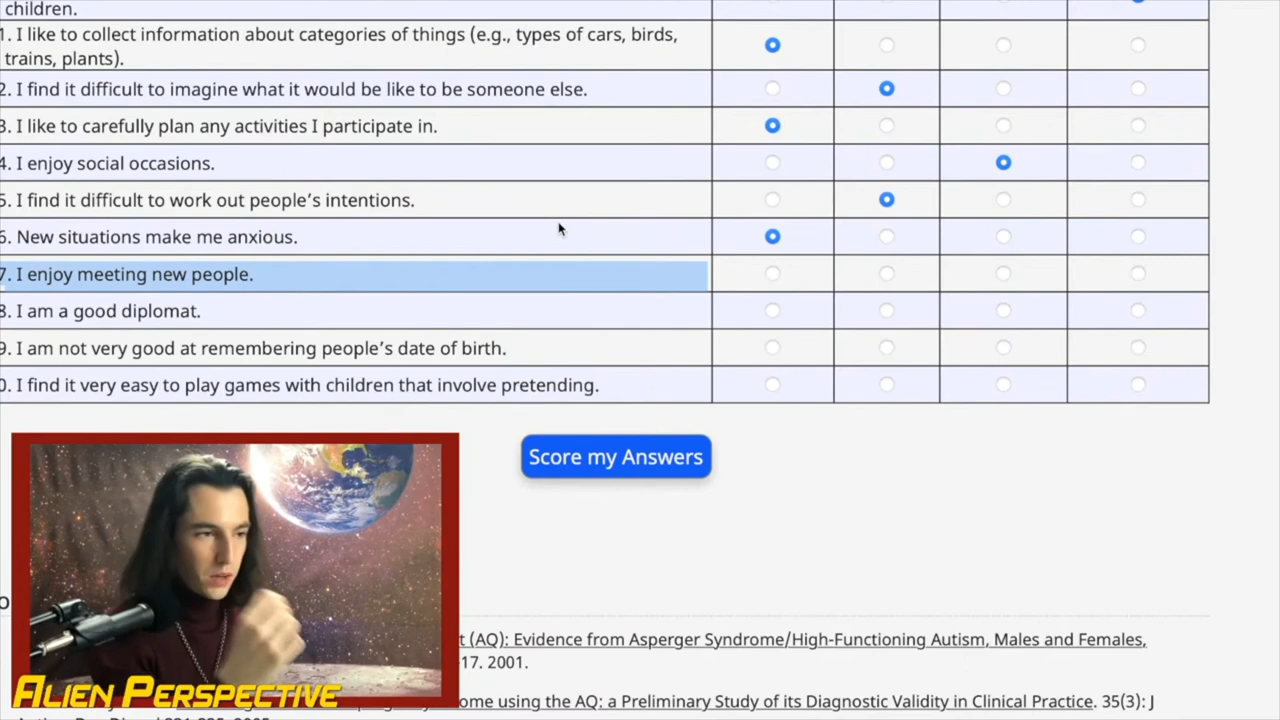 children.
1. I like to collect information about categories of things (e.g., types of cars, birds,
trains, plants).
2. I find it difficult to imagine what it would be like to be someone else.
3. I like to carefully plan any activities I participate in.
4. I enjoy social occasions.
5. I find it difficult to work out people’s intentions.
6. New situations make me anxious.
7. I enjoy meeting new people.
8. I am a good diplomat.
9. I am not very good at remembering people’s date of birth.
0. I find it very easy to play games with children that involve pretending.
Score my Answers
t (AQ): Evidence from Asperger Syndrome/High-Functioning Autism, Males and Females,
17. 2001.
ome using the AQ: a Preliminary Study of its Diagnostic Validity in Clinical Practice. 35(3): J
ALIEN PERSPECTIVE